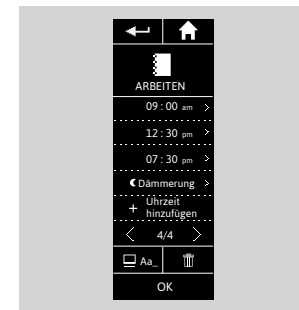 ARBEITEN
09 : 00 am >
12 : 30 pm >
07 : 30 pm >
Dämmerung >
+ Uhrzeit
hinzufügen
< 4/4 >
Aa_
OK